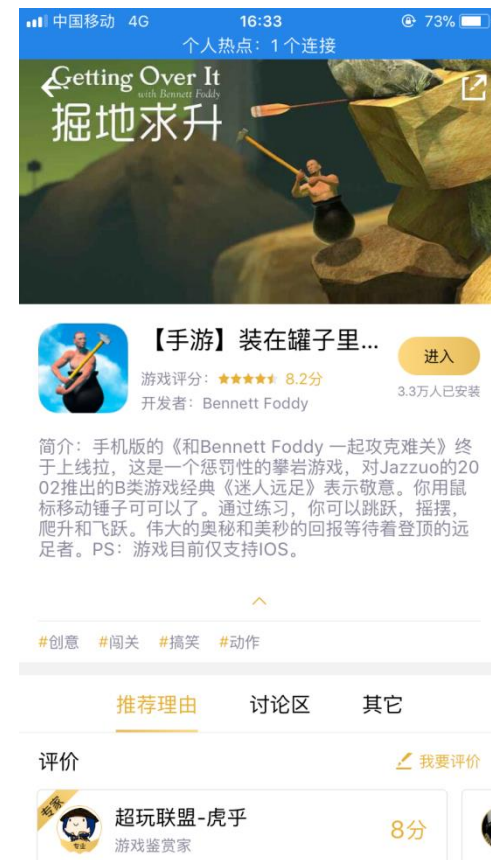 中国移动 4G 16:33 73%
个人热点：1 个连接
Getting Over It
with Bennett Foddy
掘地求升
【手游】装在罐子里...
进入
游戏评分： 8.2分
3.3万人已安装
开发者：Bennett Foddy
简介：手机版的《和Bennett Foddy 一起攻克难关》终
于上线拉，这是一个惩罚性的攀岩游戏，对Jazzuo的20
02推出的B类游戏经典《迷人远足》表示敬意。你用鼠
标移动锤子可可以了。通过练习，你可以跳跃，摇摆，
爬升和飞跃。伟大的奥秘和美秒的回报等待着登顶的远
足者。PS：游戏目前仅支持IOS。
#创意 #闯关 #搞笑 #动作
推荐理由 讨论区 其它
评价 我要评价
专家
专业
超玩联盟-虎乎
8分
游戏鉴赏家